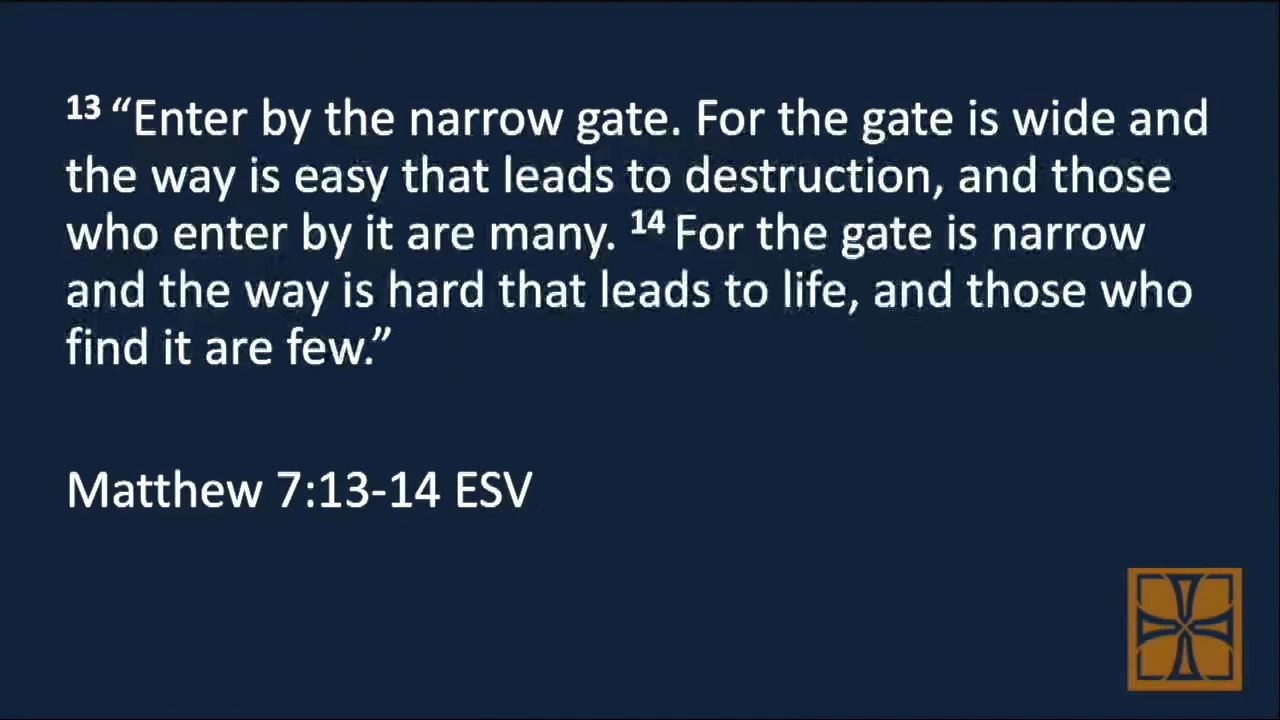 13 “Enter by the narrow gate. For the gate is wide and
the way is easy that leads to destruction, and those
who enter by it are many. 14 For the gate is narrow
and the way is hard that leads to life, and those who
find it are few.”
Matthew 7:13-14 ESV